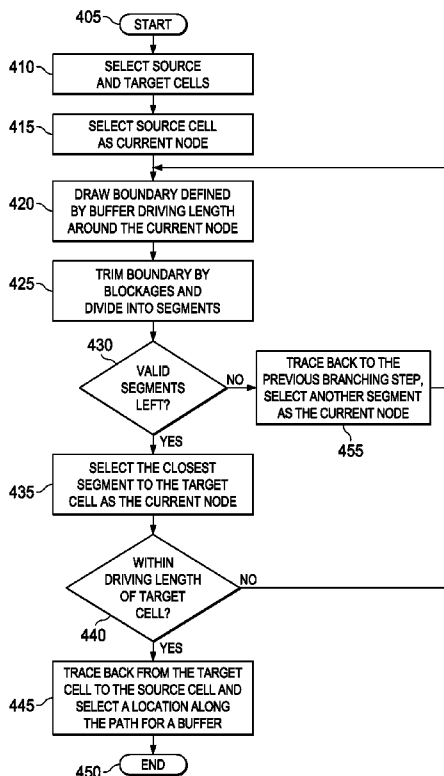 405
START
410
SELECT SOURCE
AND TARGET CELLS
415
SELECT SOURCE CELL
AS CURRENT NODE
420
DRAW BOUNDARY DEFINED
BY BUFFER DRIVING LENGTH
AROUND THE CURRENT NODE
425
TRIM BOUNDARY BY
BLOCKAGES AND
DIVIDE INTO SEGMENTS
430
VALID
SEGMENTS
LEFT?
NO
TRACE BACK TO THE
PREVIOUS BRANCHING STEP,
SELECT ANOTHER SEGMENT
AS THE CURRENT NODE
455
YES
435
SELECT THE CLOSEST
SEGMENT TO THE TARGET
CELL AS THE CURRENT NODE
WITHIN
DRIVING LENGTH
OF TARGET
CELL?
NO
440
YES
445
TRACE BACK FROM THE TARGET
CELL TO THE SOURCE CELL AND
SELECT A LOCATION ALONG
THE PATH FOR A BUFFER
450
END